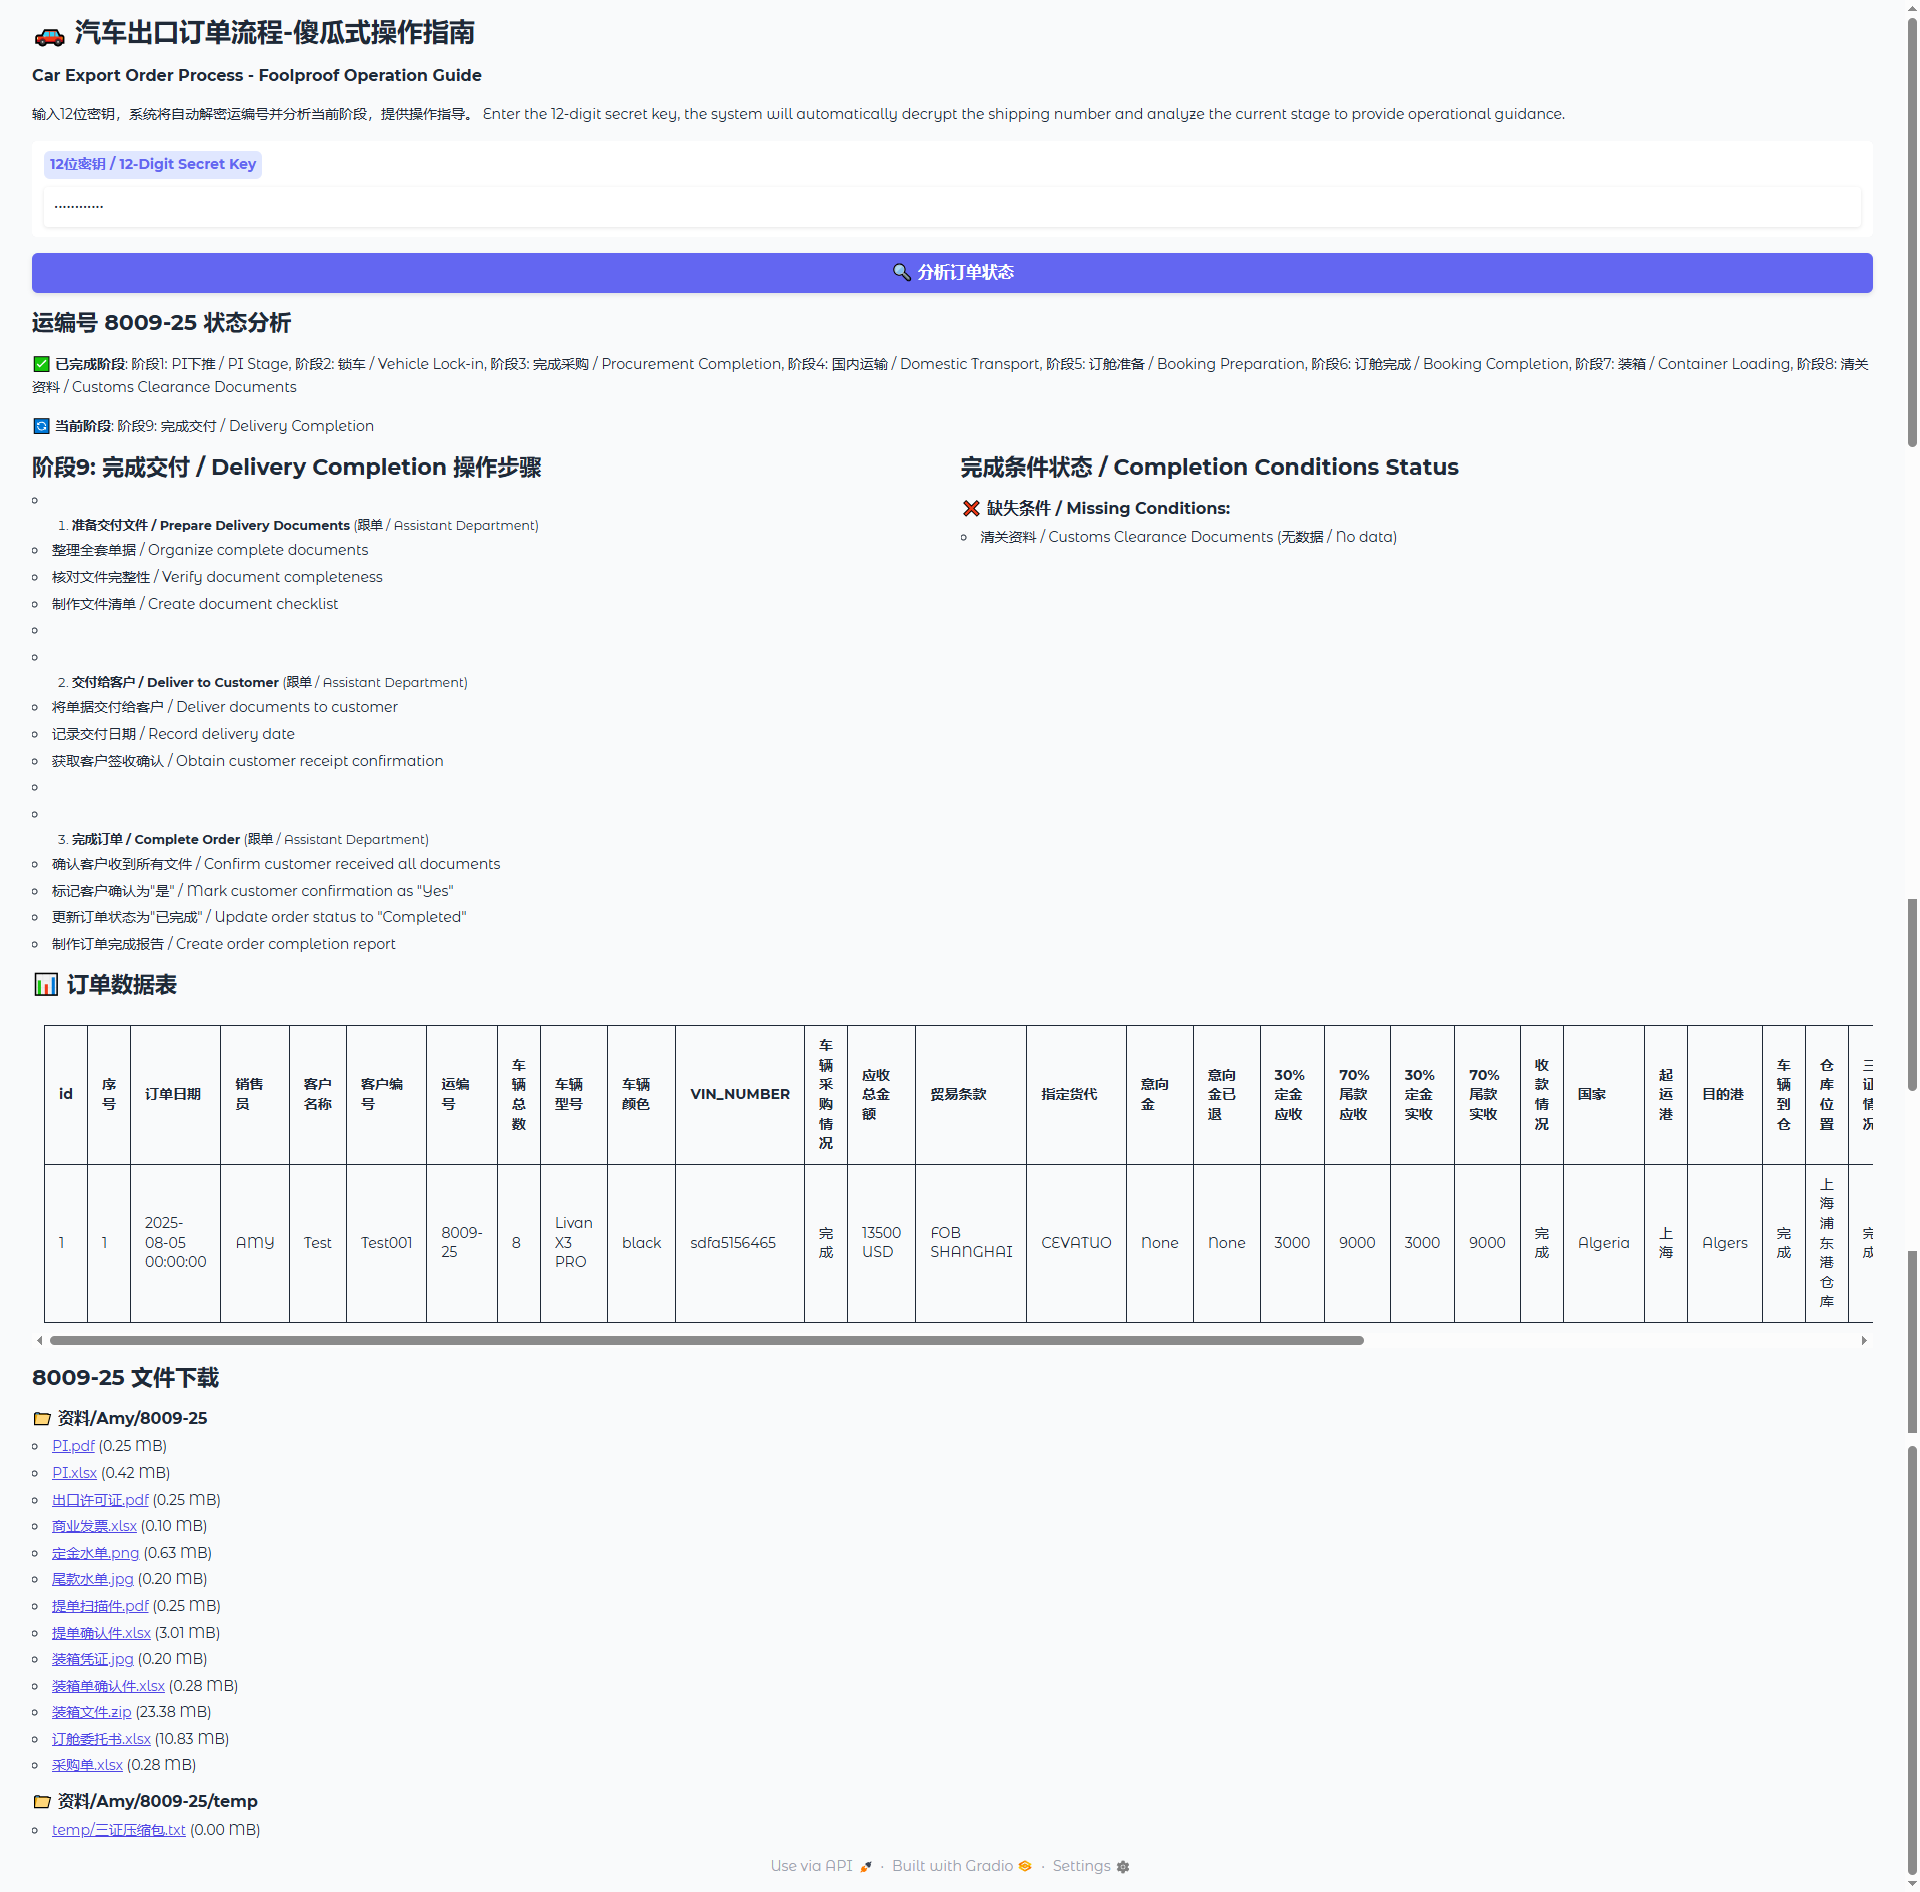 🚗 汽车出口订单流程-傻瓜式操作指南
Car Export Order Process - Foolproof Operation Guide
输入12位密钥，系统将自动解密运编号并分析当前阶段，提供操作指导。 Enter the 12-digit secret key, the system will automatically decrypt the shipping number and analyze the current stage to provide operational guidance.
12位密钥 / 12-Digit Secret Key
············
🔍 分析订单状态
运编号 8009-25 状态分析
✅ 已完成阶段: 阶段1: PI下推 / PI Stage, 阶段2: 锁车 / Vehicle Lock-in, 阶段3: 完成采购 / Procurement Completion, 阶段4: 国内运输 / Domestic Transport, 阶段5: 订舱准备 / Booking Preparation, 阶段6: 订舱完成 / Booking Completion, 阶段7: 装箱 / Container Loading, 阶段8: 清关
资料 / Customs Clearance Documents
🔄 当前阶段: 阶段9: 完成交付 / Delivery Completion
阶段9: 完成交付 / Delivery Completion 操作步骤
1. 准备交付文件 / Prepare Delivery Documents (跟单 / Assistant Department)
整理全套单据 / Organize complete documents
核对文件完整性 / Verify document completeness
制作文件清单 / Create document checklist
2. 交付给客户 / Deliver to Customer (跟单 / Assistant Department)
将单据交付给客户 / Deliver documents to customer
记录交付日期 / Record delivery date
获取客户签收确认 / Obtain customer receipt confirmation
3. 完成订单 / Complete Order (跟单 / Assistant Department)
确认客户收到所有文件 / Confirm customer received all documents
标记客户确认为"是" / Mark customer confirmation as "Yes"
更新订单状态为"已完成" / Update order status to "Completed"
制作订单完成报告 / Create order completion report
完成条件状态 / Completion Conditions Status
❌ 缺失条件 / Missing Conditions:
清关资料 / Customs Clearance Documents (无数据 / No data)
📊 订单数据表
id 序号 订单日期 销售员 客户名称 客户编号 运编号 车辆总数 车辆型号 车辆颜色 VIN_NUMBER 车辆采购情况 应收总金额 贸易条款 指定货代 意向金 意向金已退 30%定金应收 70%尾款应收 30%定金实收 70%尾款实收 收款情况 国家 起运港 目的港 车辆到仓 仓库位置 三证情况
1 1 2025-08-05 00:00:00 AMY Test Test001 8009-25 8 Livan X3 PRO black sdfa5156465 完成 13500 USD FOB SHANGHAI CEVATUO None None 3000 9000 3000 9000 完成 Algeria 上海 Algers 完成 上海浦东港仓库 完成
8009-25 文件下载
📁 资料/Amy/8009-25
PI.pdf (0.25 MB)
PI.xlsx (0.42 MB)
出口许可证.pdf (0.25 MB)
商业发票.xlsx (0.10 MB)
定金水单.png (0.63 MB)
尾款水单.jpg (0.20 MB)
提单扫描件.pdf (0.25 MB)
提单确认件.xlsx (3.01 MB)
装箱凭证.jpg (0.20 MB)
装箱单确认件.xlsx (0.28 MB)
装箱文件.zip (23.38 MB)
订舱委托书.xlsx (10.83 MB)
采购单.xlsx (0.28 MB)
📁 资料/Amy/8009-25/temp
temp/三证压缩包.txt (0.00 MB)
Use via API 🚀 · Built with Gradio · Settings ⚙️